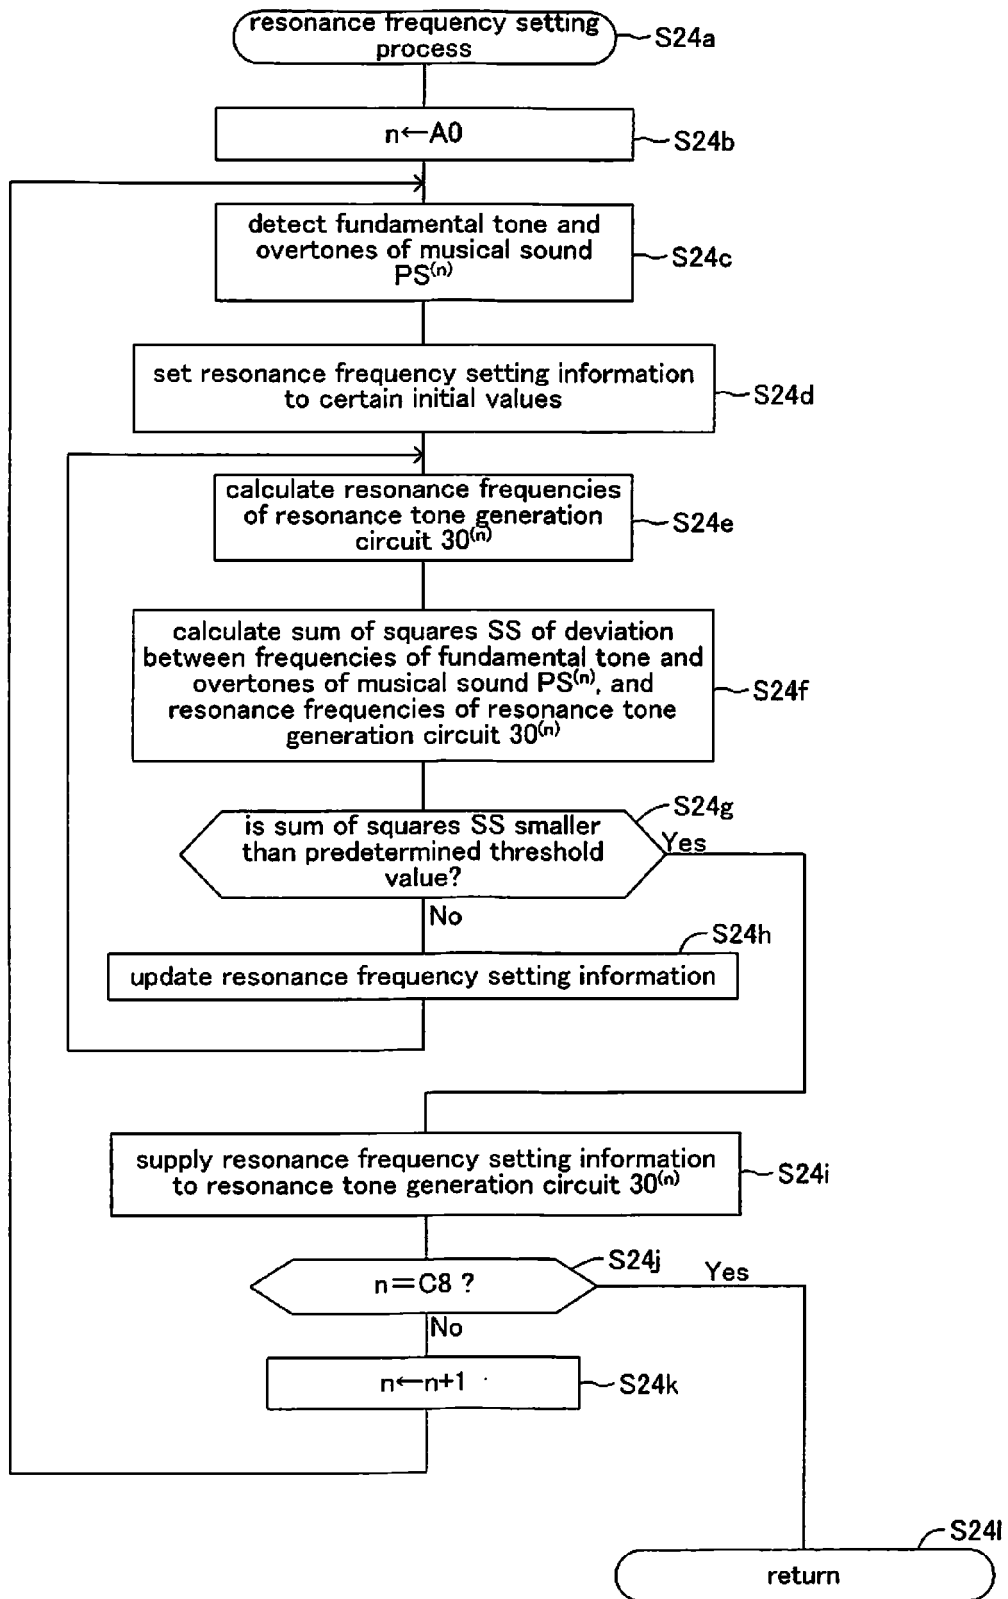 resonance frequency setting
process
S24a
n←A0
S24b
detect fundamental tone and
overtones of musical sound
PS⁽ⁿ⁾
S24c
set resonance frequency setting information
to certain initial values
S24d
calculate resonance frequencies
of resonance tone generation
circuit 30⁽ⁿ⁾
S24e
calculate sum of squares SS of deviation
between frequencies of fundamental tone and
overtones of musical sound PS⁽ⁿ⁾, and
resonance frequencies of resonance tone
generation circuit 30⁽ⁿ⁾
S24f
S24g
is sum of squares SS smaller
than predetermined threshold
value?
Yes
No
S24h
update resonance frequency setting information
supply resonance frequency setting information
to resonance tone generation circuit 30⁽ⁿ⁾
S24i
S24j
n=C8 ?
Yes
No
n←n+1
S24k
S24l
return